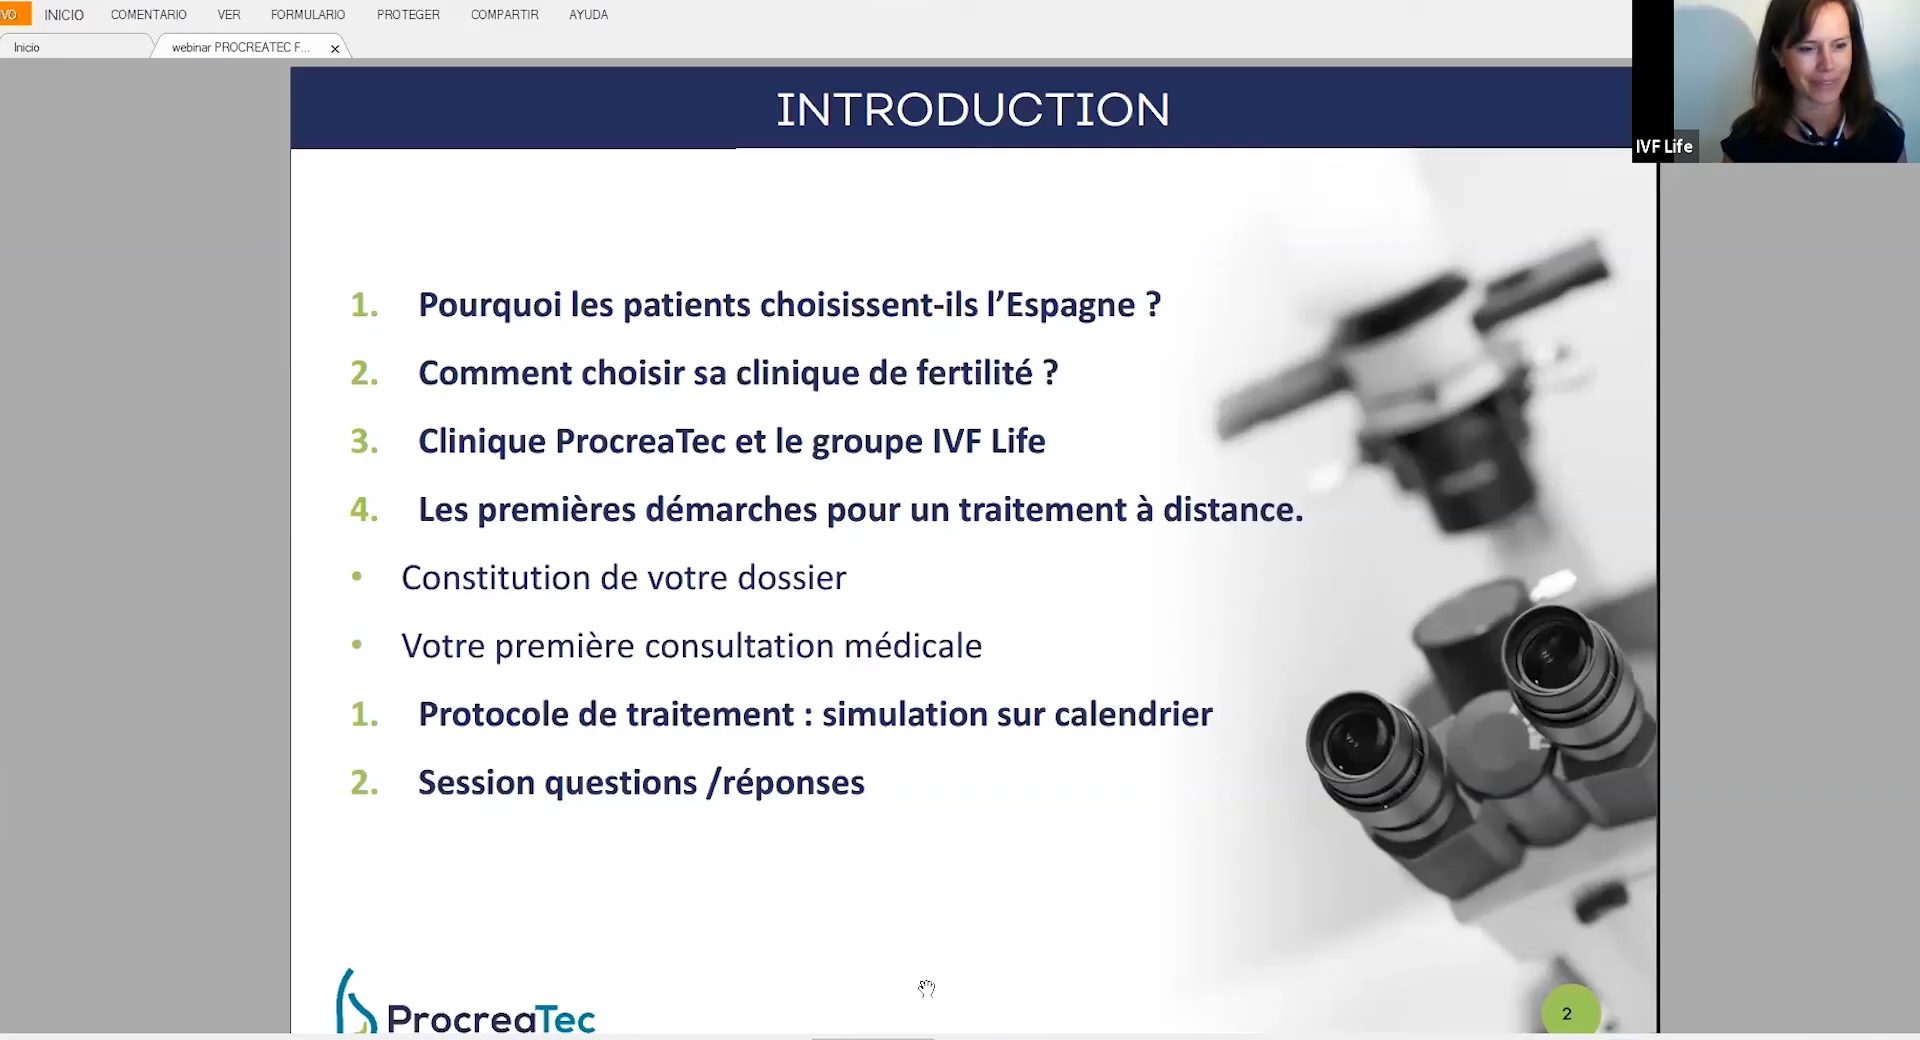 VO INICIO COMENTARIO VER FORMULARIO PROTEGER COMPARTIR AYUDA
Inicio webinar PROCREATEC F... ×
INTRODUCTION
IVF Life
1. Pourquoi les patients choisissent-ils l’Espagne ?
2. Comment choisir sa clinique de fertilité ?
3. Clinique ProcreaTec et le groupe IVF Life
4. Les premières démarches pour un traitement à distance.
• Constitution de votre dossier
• Votre première consultation médicale
1. Protocole de traitement : simulation sur calendrier
2. Session questions /réponses
ProcreaTec
2